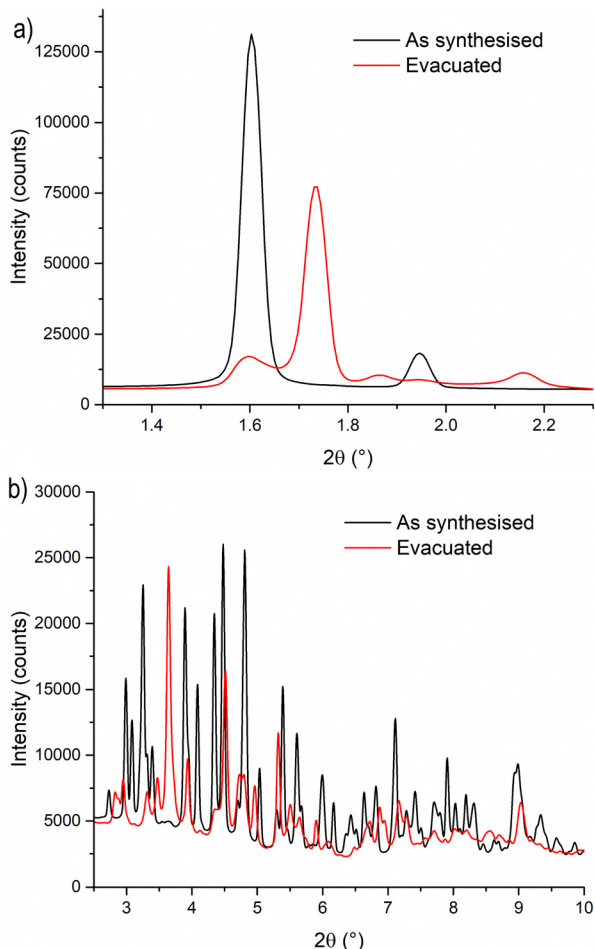 a)
As synthesised
Evacuated
125000
100000
75000
50000
25000
0
Intensity (counts)
1.4 1.6 1.8 2.0 2.2
2θ (°)
b)
As synthesised
Evacuated
30000
25000
20000
15000
10000
5000
0
Intensity (counts)
3 4 5 6 7 8 9 10
2θ (°)